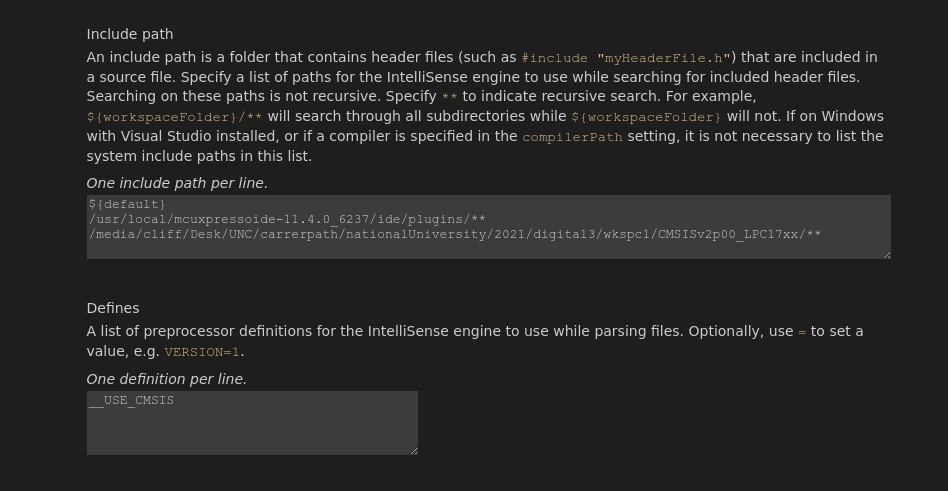 Include path
An include path is a folder that contains header files (such as #include "myHeaderFile.h") that are included in
a source file. Specify a list of paths for the IntelliSense engine to use while searching for included header files.
Searching on these paths is not recursive. Specify ** to indicate recursive search. For example,
${workspaceFolder}/** will search through all subdirectories while ${workspaceFolder} will not. If on Windows
with Visual Studio installed, or if a compiler is specified in the compilerPath setting, it is not necessary to list the
system include paths in this list.
One include path per line.
${default}
/usr/local/mcuxpressoide-11.4.0_6237/ide/plugins/**
/media/cliff/Desk/UNC/carrerpath/nationalUniversity/2021/digital3/wkspc1/CMSISv2p00_LPC17xx/**
Defines
A list of preprocessor definitions for the IntelliSense engine to use while parsing files. Optionally, use = to set a
value, e.g. VERSION=1.
One definition per line.
__USE_CMSIS